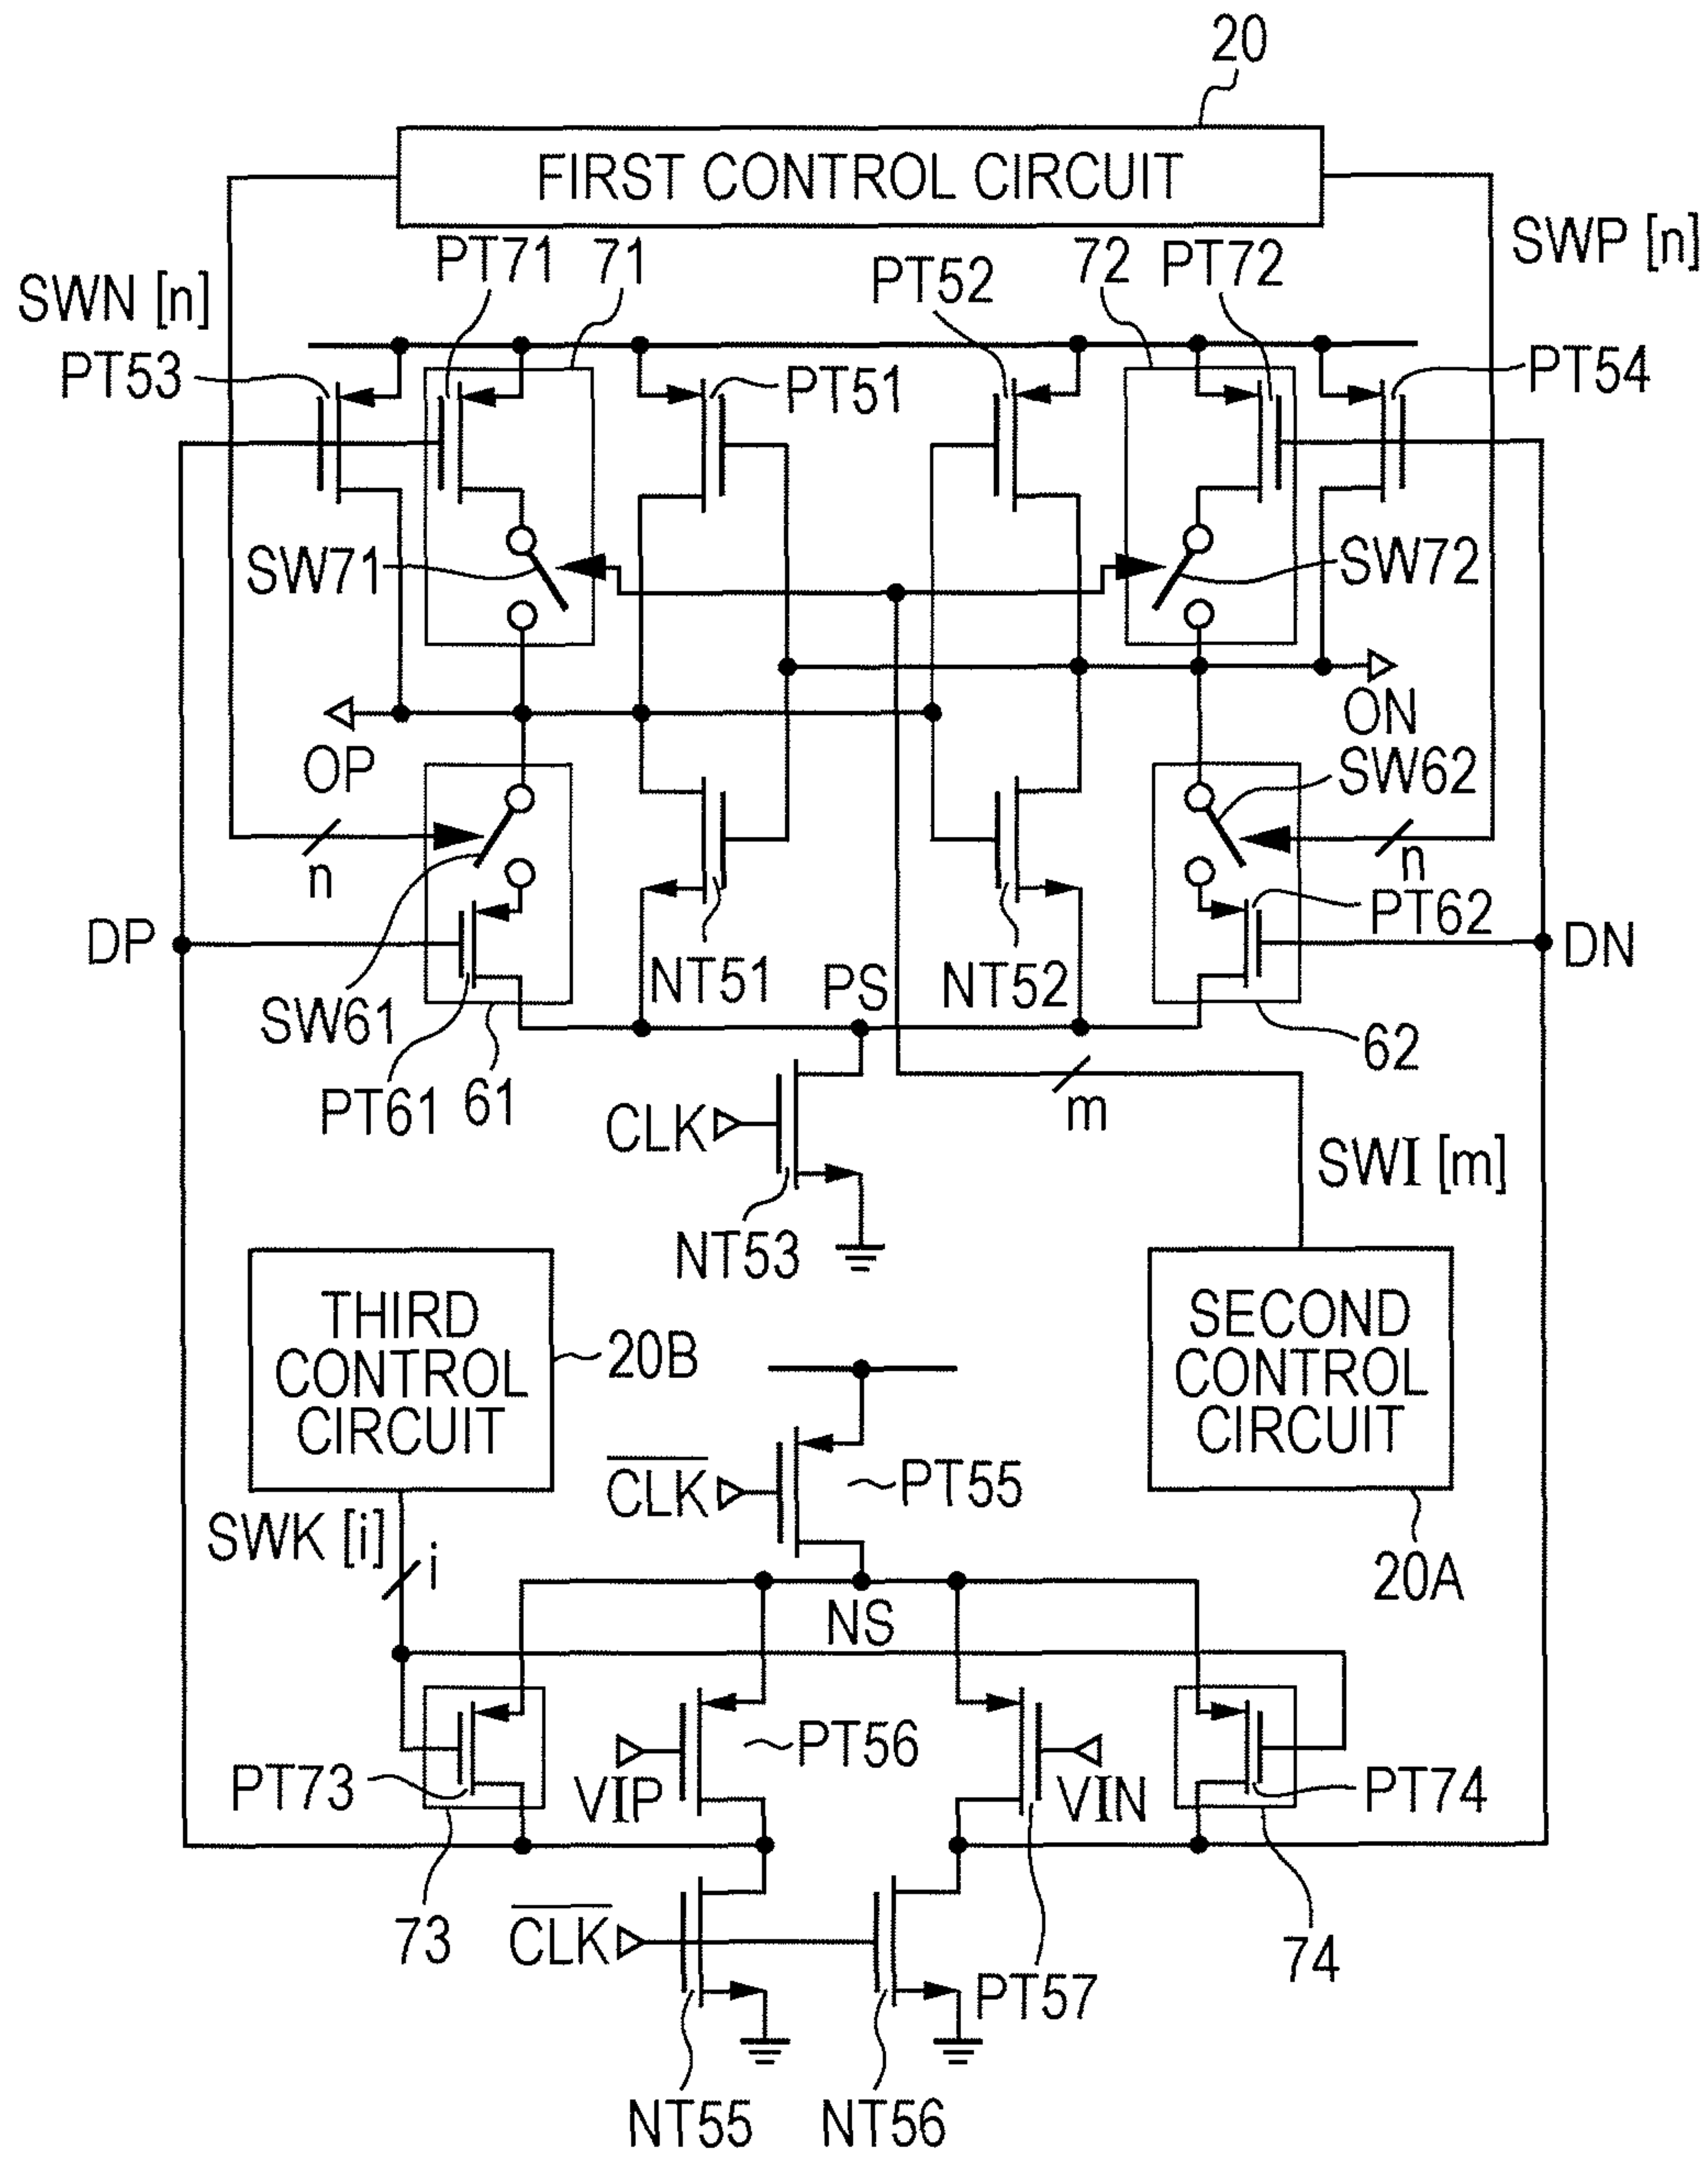 20
FIRST CONTROL CIRCUIT
SWP [n]
PT71
71
72
PT72
PT52
SWN [n]
PT53
PT51
PT54
SW71
SW72
OP
ON
SW62
n
n
DP
PT62
DN
NT51
PS
NT52
SW61
62
PT61
61
CLK
m
SWI [m]
NT53
THIRD
CONTROL
CIRCUIT
20B
SECOND
CONTROL
CIRCUIT
CLK
PT55
SWK [i]
i
20A
NS
PT56
PT73
VIP
VIN
PT74
73
CLK
74
PT57
NT55
NT56